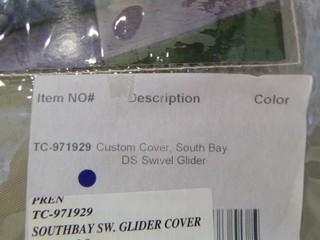 Item NO# Description Color
TC-971929 Custom Cover, South Bay
DS Swivel Glider
PREN
TC-971929
SOUTHBAY SW. GLIDER COVER